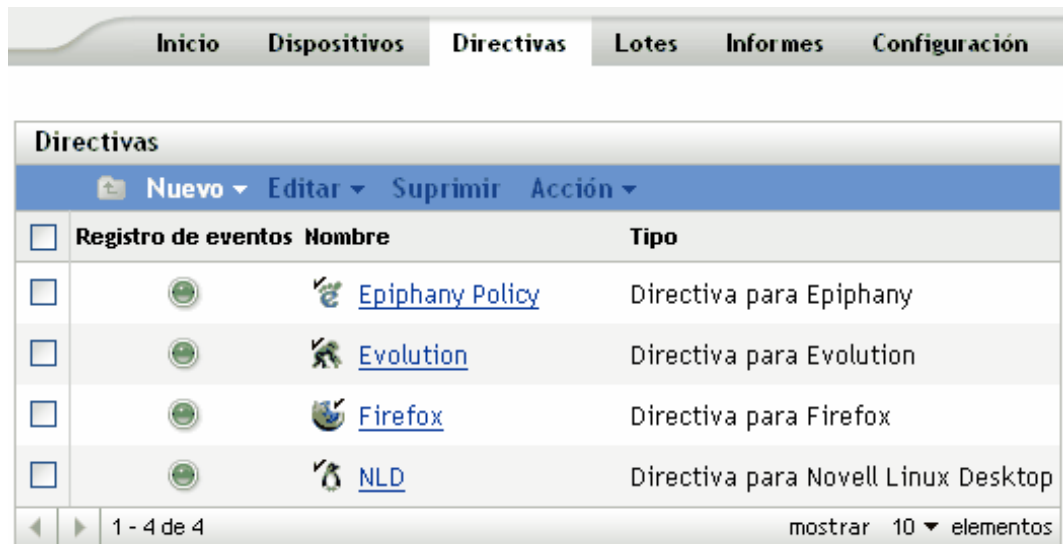 Inicio Dispositivos Directivas Lotes Informes Configuración
Directivas
Nuevo Editar Suprimir Acción
Registro de eventos Nombre Tipo
Epiphany Policy Directiva para Epiphany
Evolution Directiva para Evolution
Firefox Directiva para Firefox
NLD Directiva para Novell Linux Desktop
1 - 4 de 4 mostrar 10 elementos